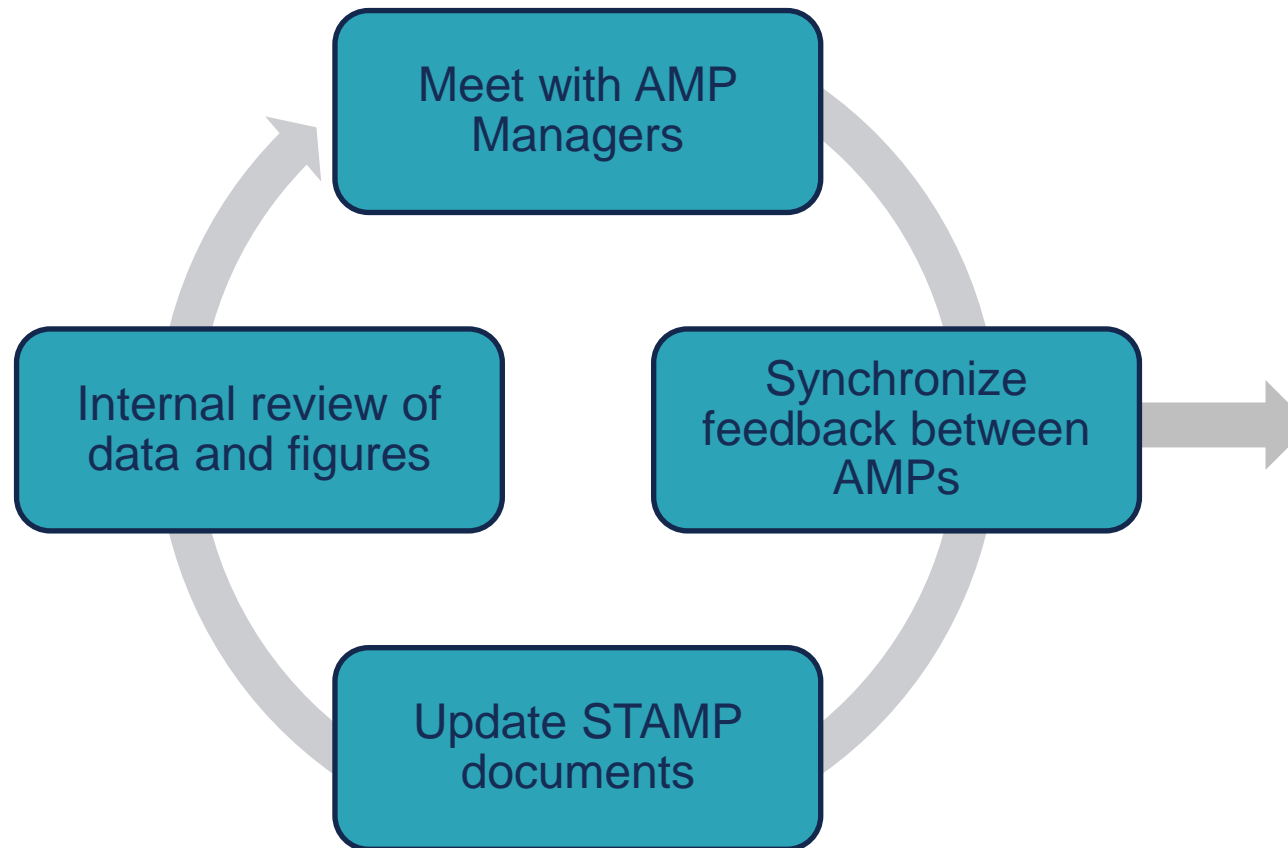 Meet with AMP
Managers
Synchronize
feedback between
AMPs
Update STAMP
documents
Internal review of
data and figures